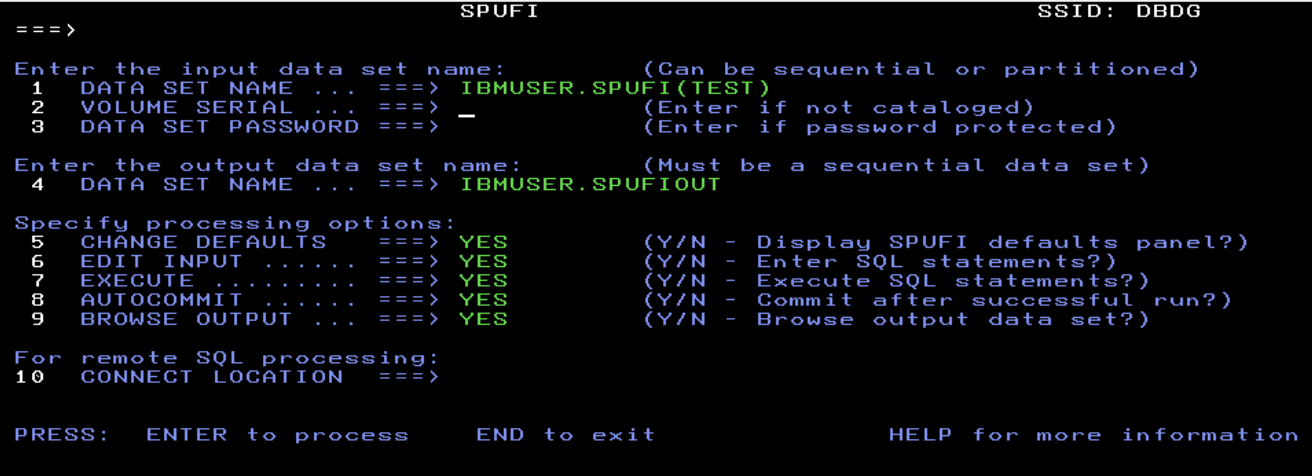 SPUFI SSID: DBDG
===>
Enter the input data set name: (Can be sequential or partitioned)
1 DATA SET NAME ... ===> IBMUSER.SPUFI(TEST)
2 VOLUME SERIAL ... ===> _ (Enter if not cataloged)
3 DATA SET PASSWORD ===> (Enter if password protected)
Enter the output data set name: (Must be a sequential data set)
4 DATA SET NAME ... ===> IBMUSER.SPUFIOUT
Specify processing options:
5 CHANGE DEFAULTS ===> YES (Y/N - Display SPUFI defaults panel?)
6 EDIT INPUT ...... ===> YES (Y/N - Enter SQL statements?)
7 EXECUTE ......... ===> YES (Y/N - Execute SQL statements?)
8 AUTOCOMMIT ...... ===> YES (Y/N - Commit after successful run?)
9 BROWSE OUTPUT ... ===> YES (Y/N - Browse output data set?)
For remote SQL processing:
10 CONNECT LOCATION ===>
PRESS: ENTER to process END to exit HELP for more information